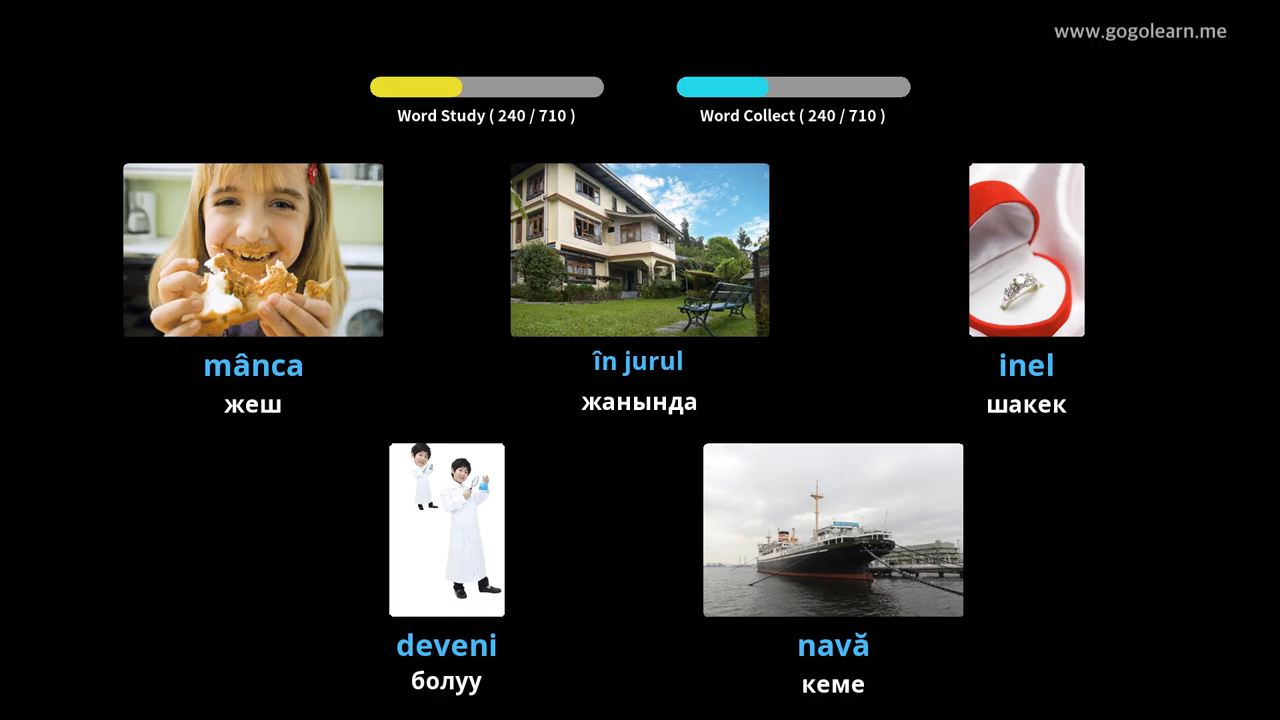 www.gogolearn.me
Word Study ( 240 / 710 )
Word Collect ( 240 / 710 )
mânca
în jurul
inel
жеш
жанында
шакек
deveni
navă
болуу
кеме